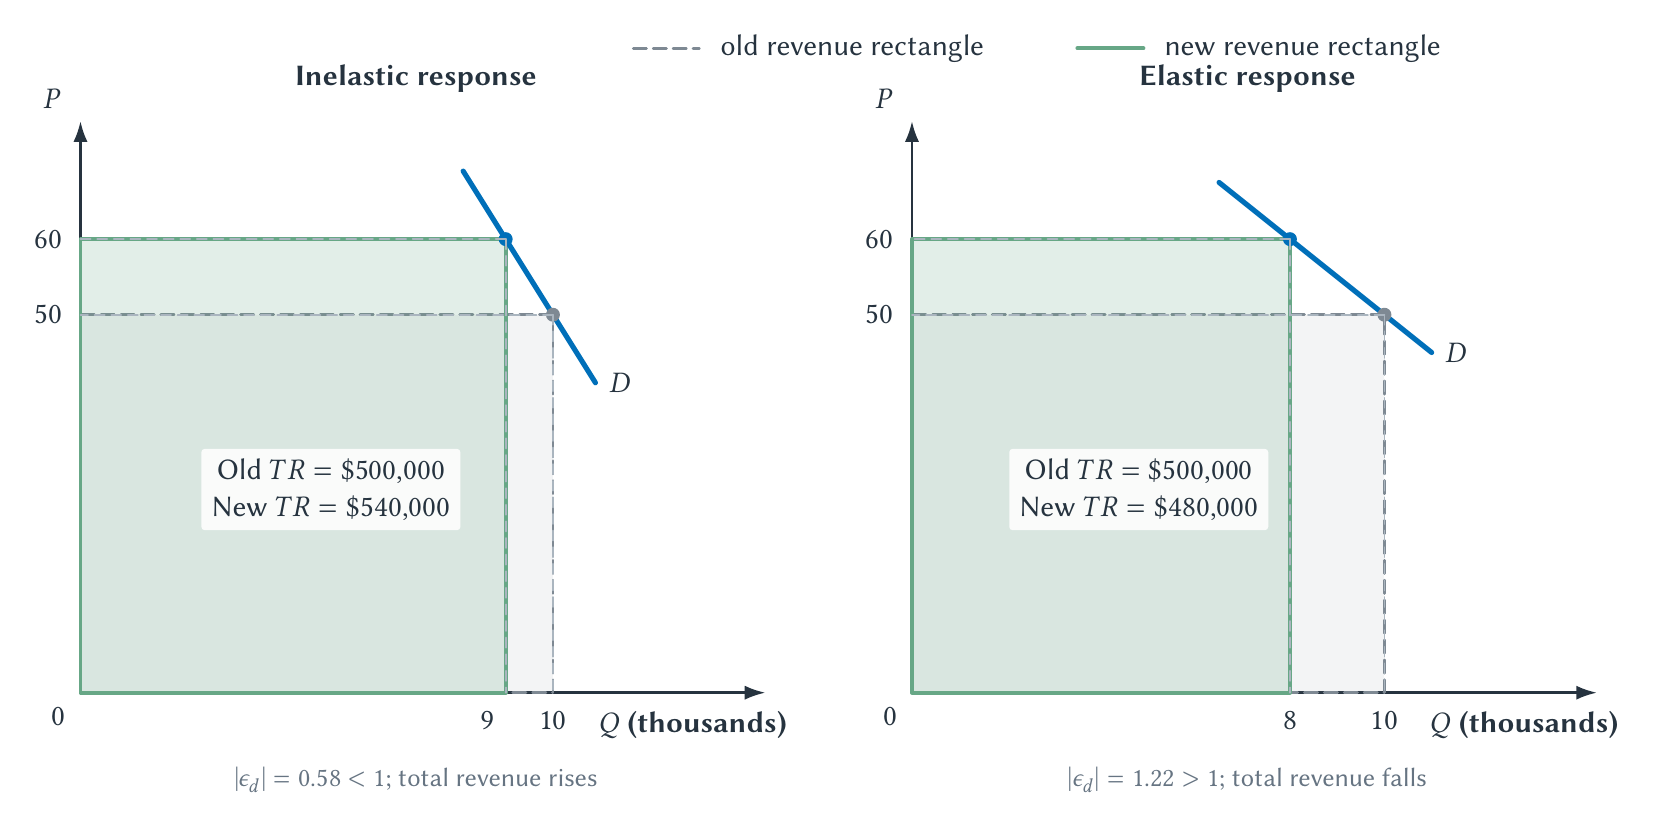 old revenue rectangle
new revenue rectangle
Inelastic response
P
60
50
D
Old TR = $500,000
New TR = $540,000
0
9
10
Q (thousands)
|ϵ_d| = 0.58 < 1; total revenue rises
Elastic response
P
60
50
D
Old TR = $500,000
New TR = $480,000
0
8
10
Q (thousands)
|ϵ_d| = 1.22 > 1; total revenue falls